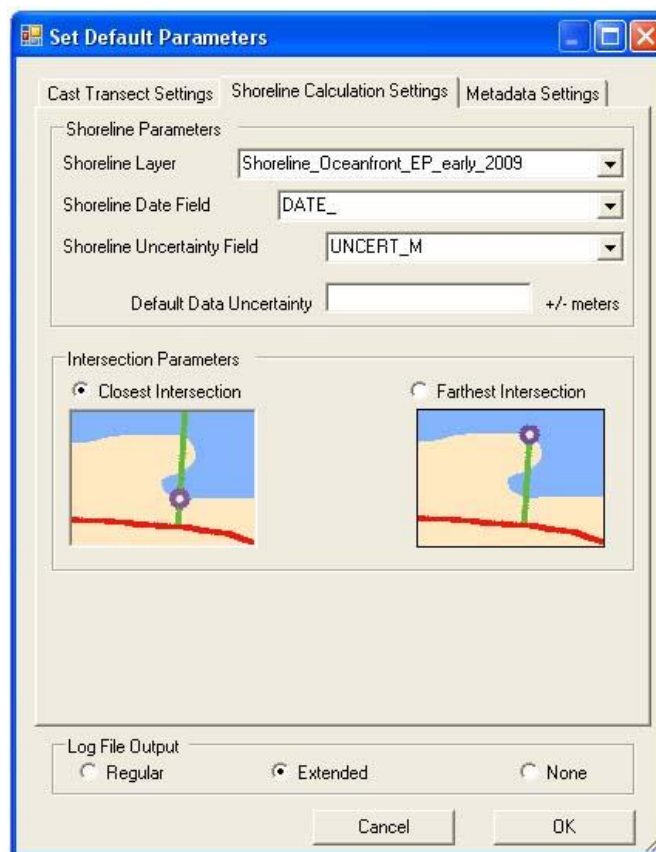 Set Default Parameters
Cast Transect Settings Shoreline Calculation Settings Metadata Settings
Shoreline Parameters
Shoreline Layer Shoreline_Oceanfront_EP_early_2009
Shoreline Date Field DATE_
Shoreline Uncertainty Field UNCERT_M
Default Data Uncertainty +/- meters
Intersection Parameters
Closest Intersection Farthest Intersection
Log File Output
Regular Extended None
Cancel OK